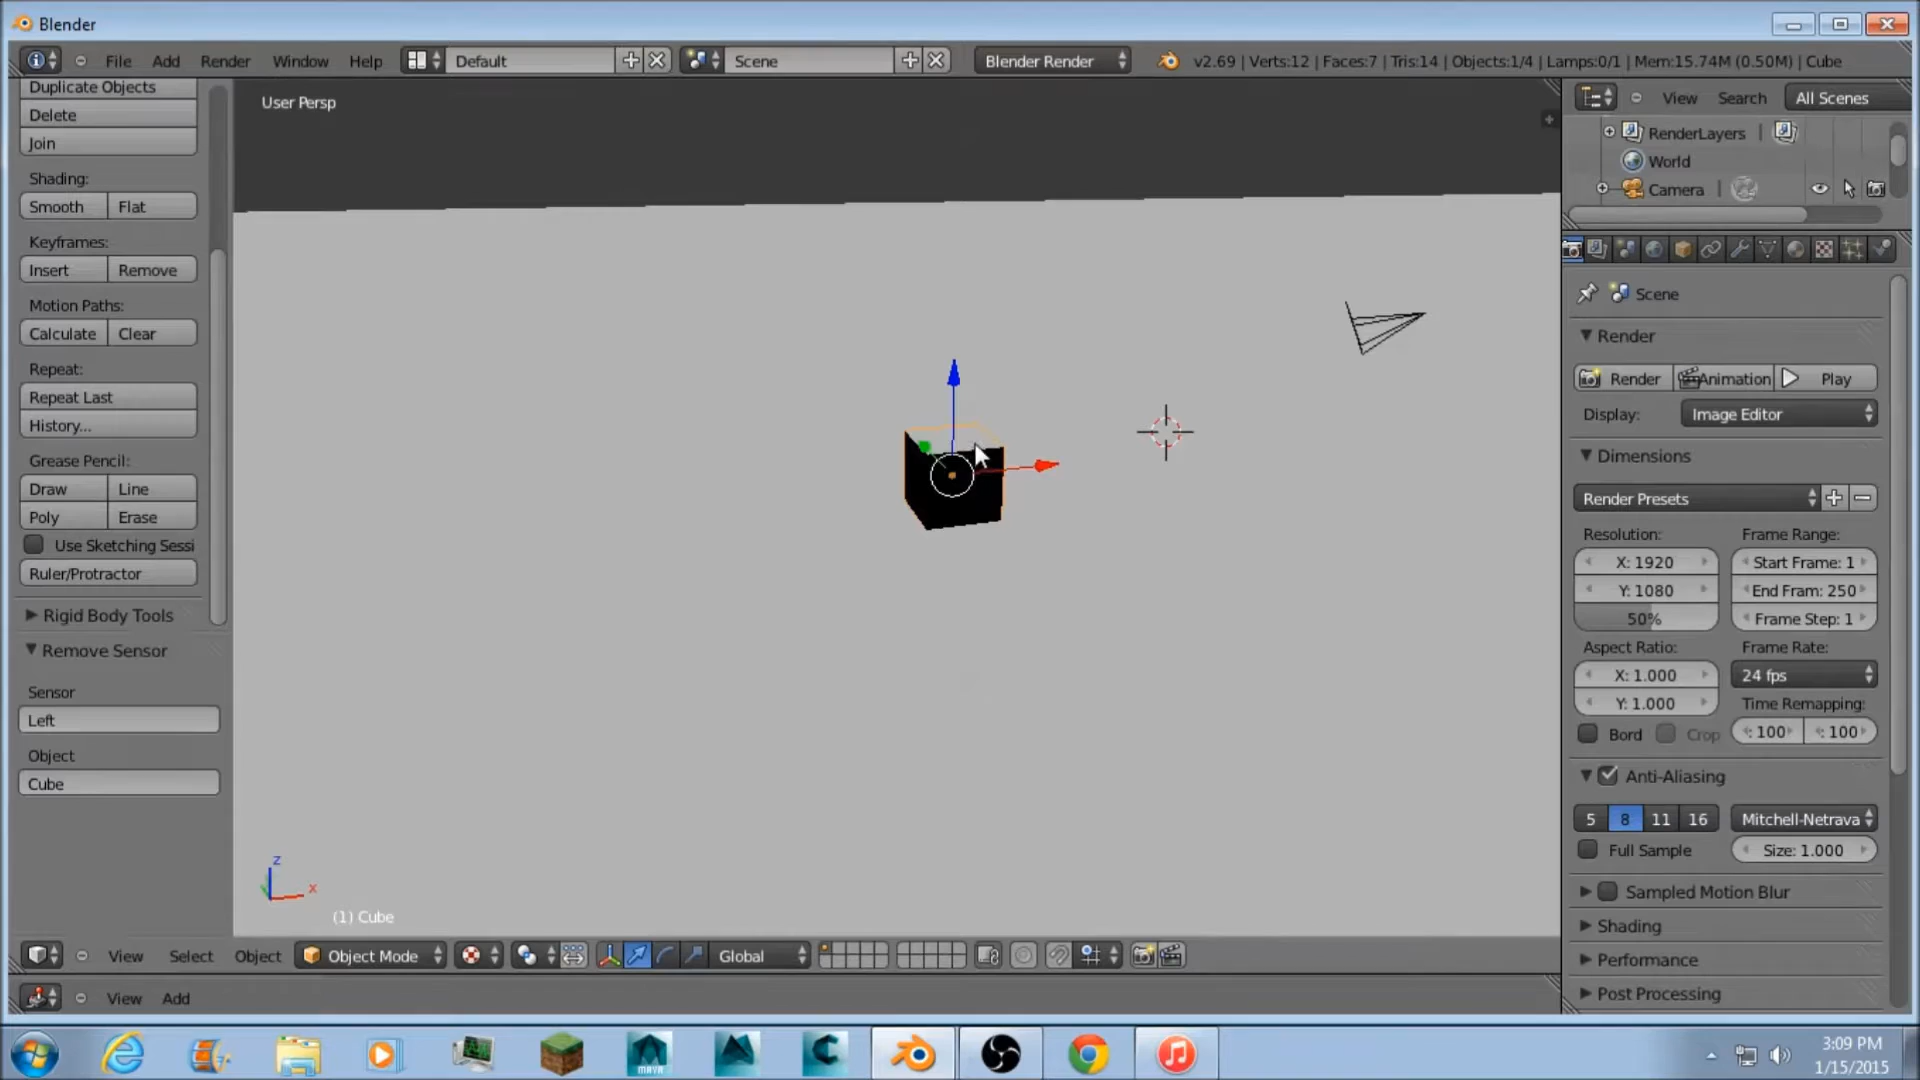 Blender
File Add Render Window Help Default Scene Blender Render v2.69 | Verts:12 | Faces:7 | Tris:14 | Objects:1/4 | Lamps:0/1 | Mem:15.74M (0.50M) | Cube
Duplicate Objects
Delete
Join
Shading:
Smooth Flat
Keyframes:
Insert Remove
Motion Paths:
Calculate Clear
Repeat:
Repeat Last
History...
Grease Pencil:
Draw Line
Poly Erase
Use Sketching Sessi
Ruler/Protractor
Rigid Body Tools
Remove Sensor
Sensor
Left
Object
Cube
User Persp
z
x
(1) Cube
View Select Object Object Mode Global
View Add
View Search All Scenes
RenderLayers
World
Camera
Scene
Render
Render Animation Play
Display: Image Editor
Dimensions
Render Presets
Resolution: Frame Range:
X: 1920 Start Frame: 1
Y: 1080 End Fram: 250
50% Frame Step: 1
Aspect Ratio: Frame Rate:
X: 1.000 24 fps
Y: 1.000 Time Remapping:
Bord Crop : 100 : 100
Anti-Aliasing
5 8 11 16 Mitchell-Netrava
Full Sample Size: 1.000
Sampled Motion Blur
Shading
Performance
Post Processing
MAYA
3:09 PM
1/15/2015